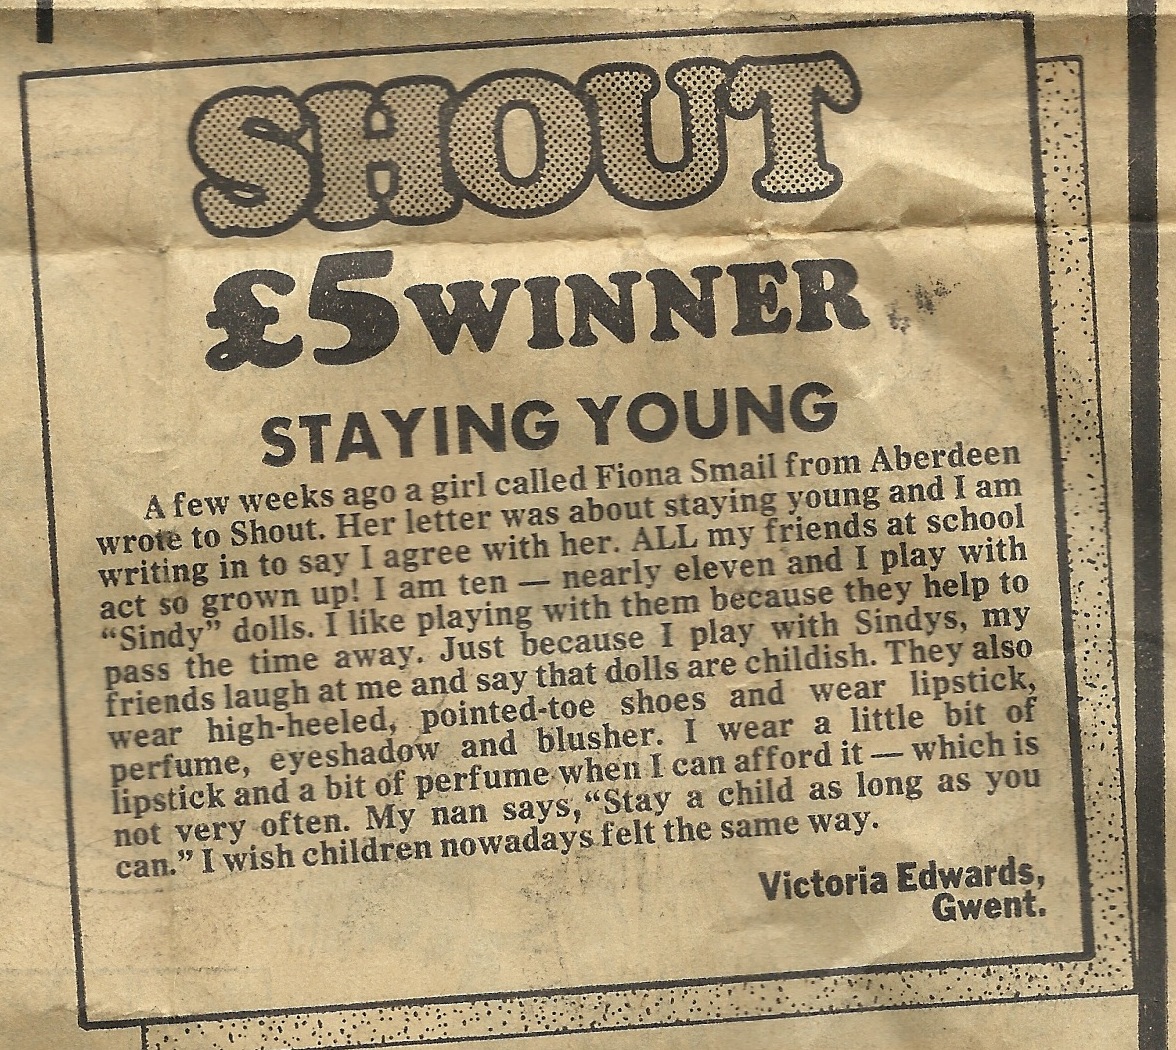 SHOUT
£5 WINNER
STAYING YOUNG
A few weeks ago a girl called Fiona Smail from Aberdeen
wrote to Shout. Her letter was about staying young and I am
writing in to say I agree with her. ALL my friends at school
act so grown up! I am ten — nearly eleven and I play with
“Sindy” dolls. I like playing with them because they help to
pass the time away. Just because I play with Sindys, my
friends laugh at me and say that dolls are childish. They also
wear high-heeled, pointed-toe shoes and wear lipstick,
perfume, eyeshadow and blusher. I wear a little bit of
lipstick and a bit of perfume when I can afford it — which is
not very often. My nan says,“Stay a child as long as you
can.” I wish children nowadays felt the same way.
Victoria Edwards,
Gwent.